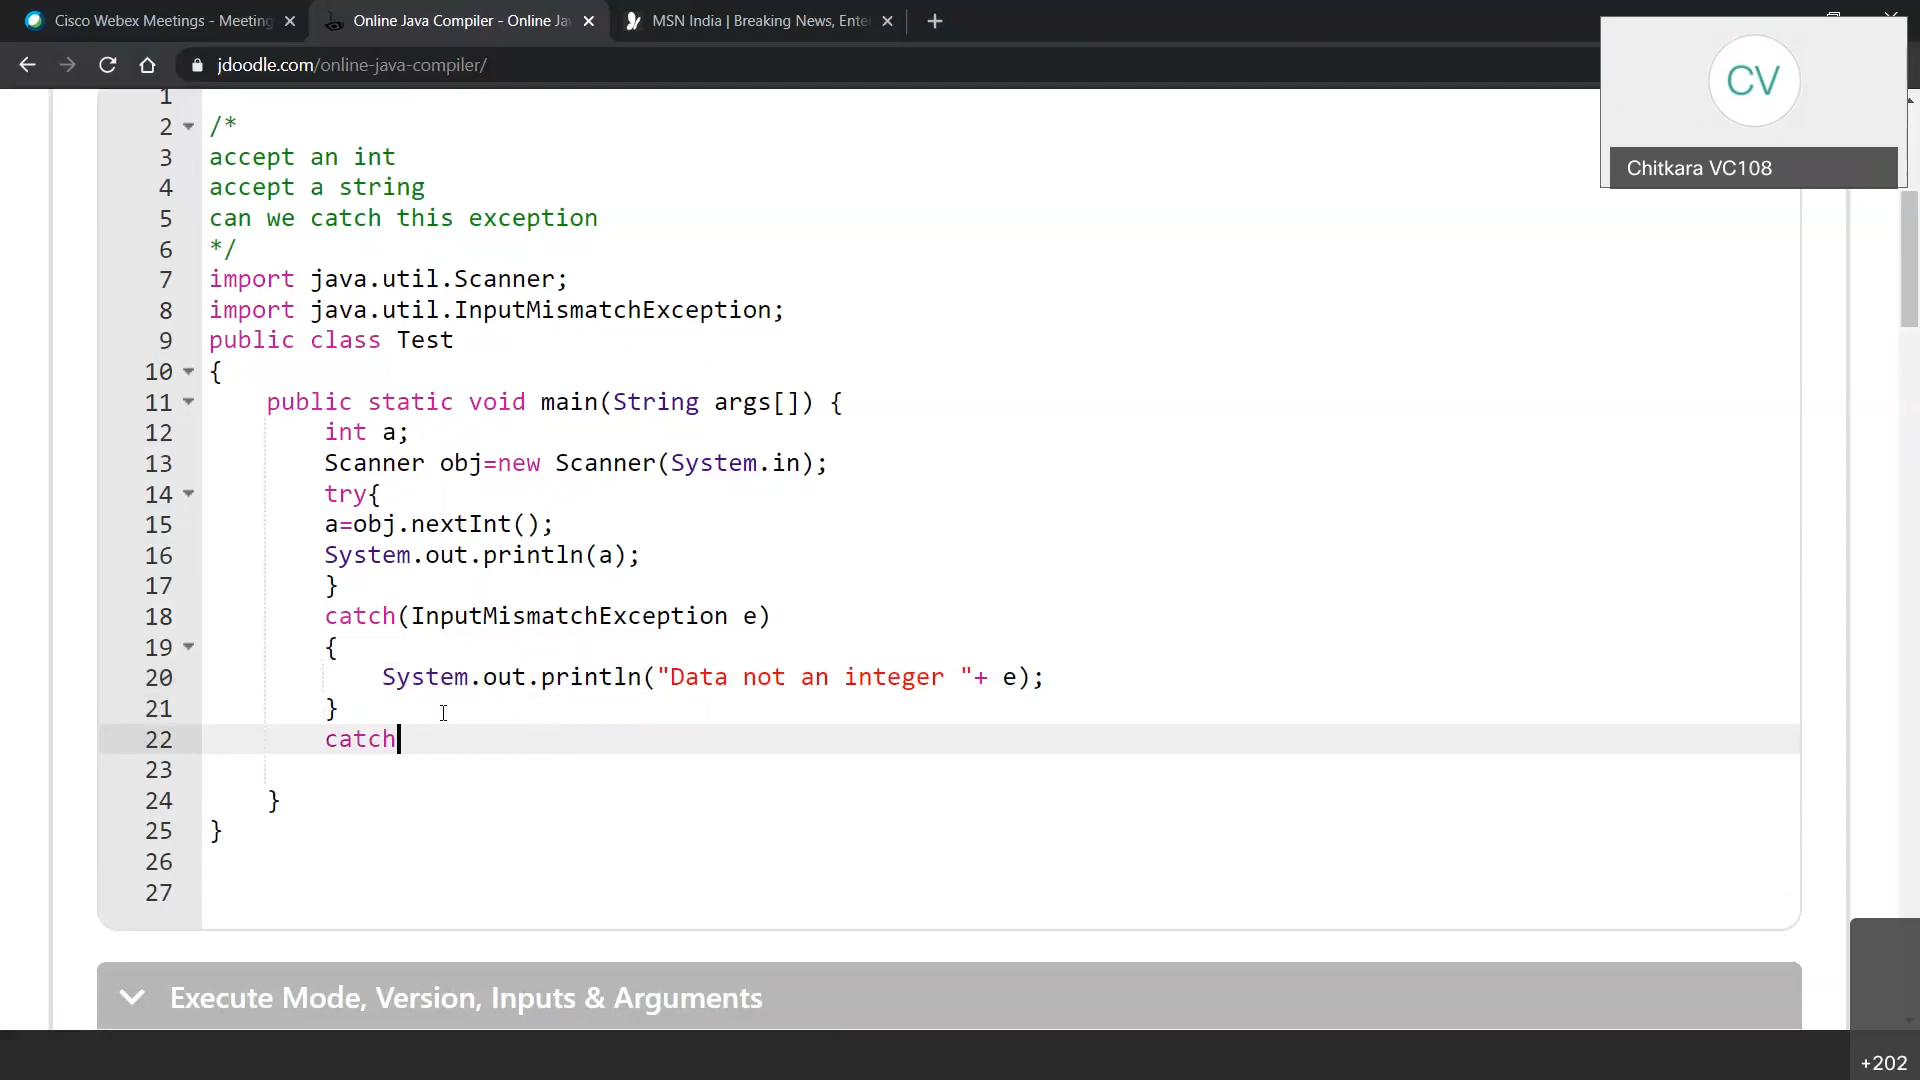 Cisco Webex Meetings - Meeting
Online Java Compiler - Online Ja
MSN India | Breaking News, Ente
jdoodle.com/online-java-compiler/
CV
Chitkara VC108
1
2 /*
3 accept an int
4 accept a string
5 can we catch this exception
6 */
7 import java.util.Scanner;
8 import java.util.InputMismatchException;
9 public class Test
10 {
11 public static void main(String args[]) {
12 int a;
13 Scanner obj=new Scanner(System.in);
14 try{
15 a=obj.nextInt();
16 System.out.println(a);
17 }
18 catch(InputMismatchException e)
19 {
20 System.out.println("Data not an integer "+ e);
21 }
22 catch
23
24 }
25 }
26
27
Execute Mode, Version, Inputs & Arguments
+202